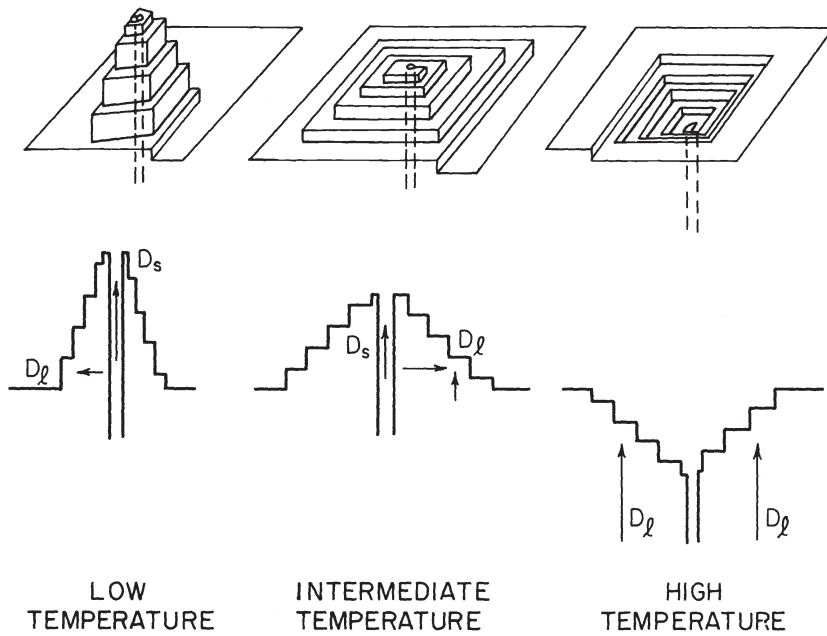 Dₛ
Dℓ
Dₛ
Dℓ
Dℓ
Dℓ
LOW
TEMPERATURE
INTERMEDIATE
TEMPERATURE
HIGH
TEMPERATURE